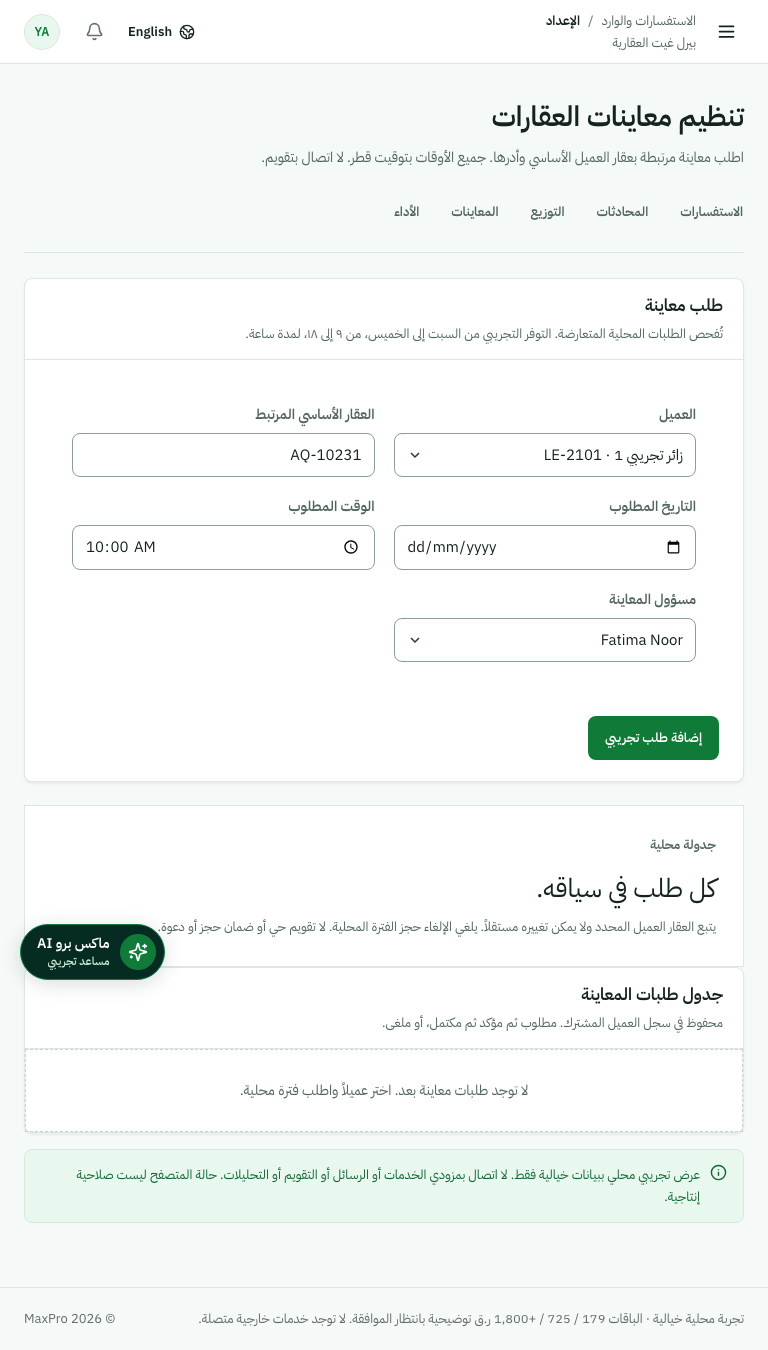 الاستفسارات والوارد / الإعداد
بيرل غيت العقارية
English
YA
تنظيم معاينات العقارات
اطلب معاينة مرتبطة بعقار العميل الأساسي وأدرها. جميع الأوقات بتوقيت قطر. لا اتصال بتقويم.
الاستفسارات
المحادثات
التوزيع
المعاينات
الأداء
طلب معاينة
تُفحص الطلبات المحلية المتعارضة. التوفر التجريبي من السبت إلى الخميس، من ٩ إلى ١٨، لمدة ساعة.
العميل
العقار الأساسي المرتبط
زائر تجريبي 1 · LE-2101
AQ-10231
التاريخ المطلوب
الوقت المطلوب
dd/mm/yyyy
10:00 AM
مسؤول المعاينة
Fatima Noor
إضافة طلب تجريبي
جدولة محلية
كل طلب في سياقه.
يتبع العقار العميل المحدد ولا يمكن تغييره مستقلاً. يلغي الإلغاء حجز الفترة المحلية. لا تقويم حي أو ضمان حجز أو دعوة.
ماكس برو AI
مساعد تجريبي
جدول طلبات المعاينة
محفوظ في سجل العميل المشترك. مطلوب ثم مؤكد ثم مكتمل، أو ملغى.
لا توجد طلبات معاينة بعد. اختر عميلاً واطلب فترة محلية.
عرض تجريبي محلي ببيانات خيالية فقط. لا اتصال بمزودي الخدمات أو الرسائل أو التقويم أو التحليلات. حالة المتصفح ليست صلاحية
إنتاجية.
تجربة محلية خيالية · الباقات 179 / 725 / +1,800 ر.ق توضيحية بانتظار الموافقة. لا توجد خدمات خارجية متصلة.
© 2026 MaxPro